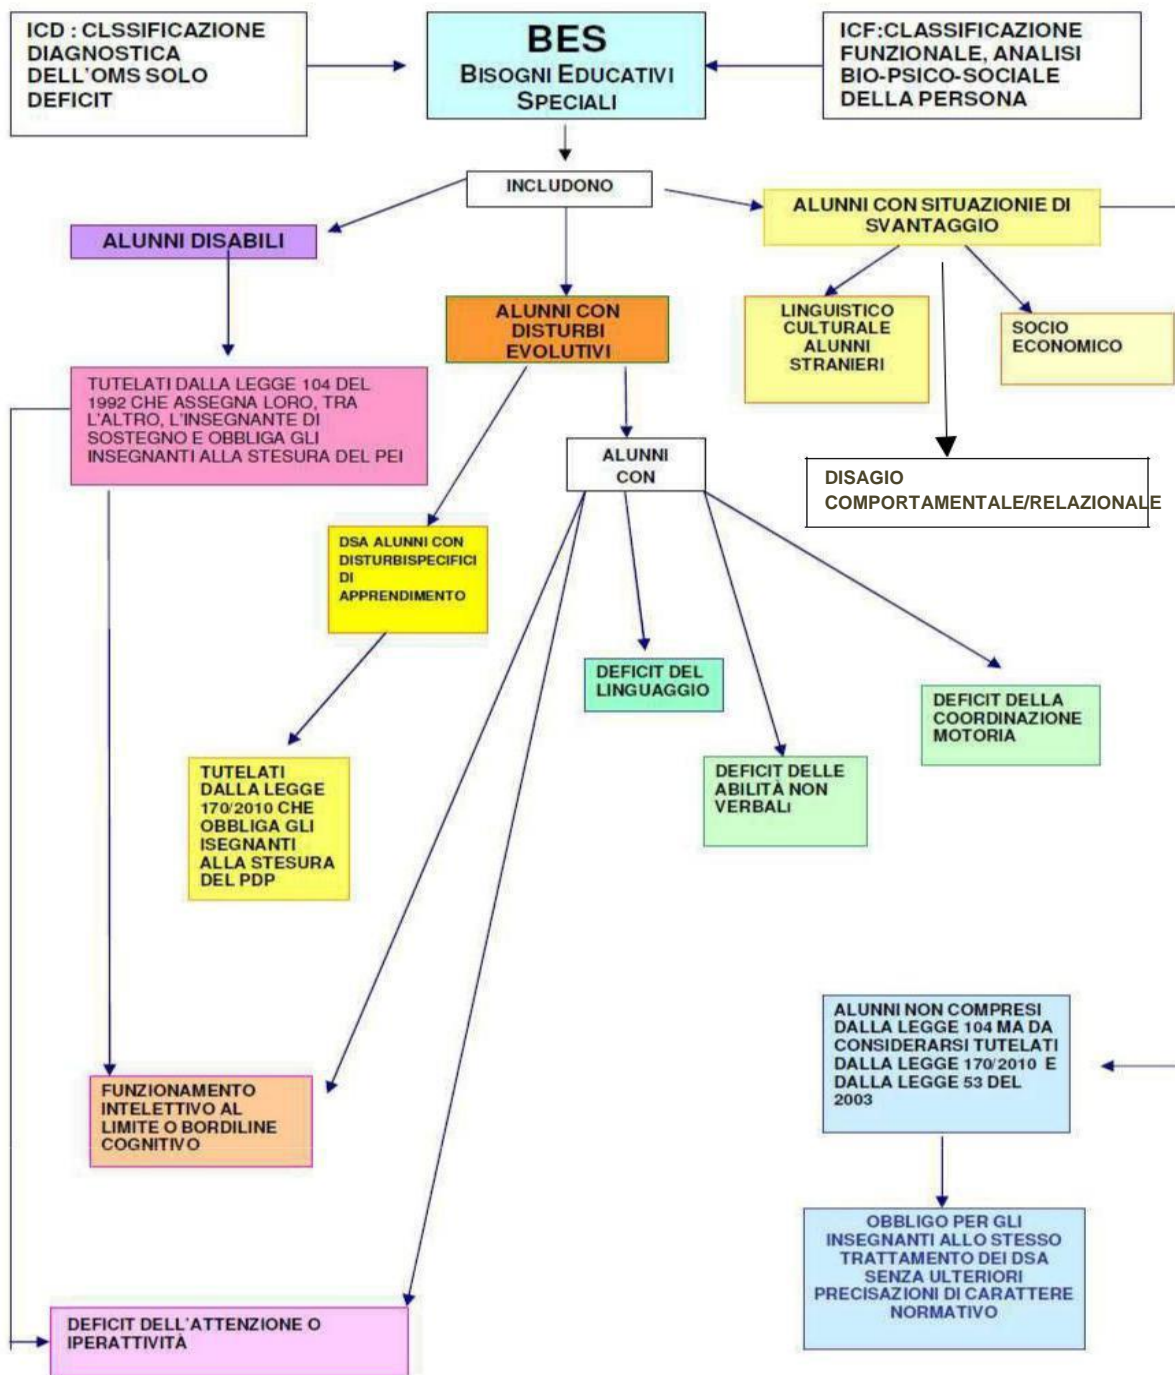 ICD : CLSSIFICAZIONE
DIAGNOSTICA
DELL'OMS SOLO
DEFICIT
BES
BISOGNI EDUCATIVI
SPECIALI
ICF:CLASSIFICAZIONE
FUNZIONALE, ANALISI
BIO-PSICO-SOCIALE
DELLA PERSONA
INCLUDONO
ALUNNI DISABILI
ALUNNI CON SITUAZIONIE DI
SVANTAGGIO
ALUNNI CON
DISTURBI
EVOLUTIVI
LINGUISTICO
CULTURALE
ALUNNI
STRANIERI
SOCIO
ECONOMICO
TUTELATI DALLA LEGGE 104 DEL
1992 CHE ASSEGNA LORO, TRA
L'ALTRO, L'INSEGNANTE DI
SOSTEGNO E OBBLIGA GLI
INSEGNANTI ALLA STESURA DEL PEI
ALUNNI
CON
DISAGIO
COMPORTAMENTALE/RELAZIONALE
DSA ALUNNI CON
DISTURBISPECIFICI
DI
APPRENDIMENTO
DEFICIT DEL
LINGUAGGIO
DEFICIT DELLA
COORDINAZIONE
MOTORIA
TUTELATI
DALLA LEGGE
170/2010 CHE
OBBLIGA GLI
ISEGNANTI
ALLA STESURA
DEL PDP
DEFICIT DELLE
ABILITÀ NON
VERBALI
ALUNNI NON COMPRESI
DALLA LEGGE 104 MA DA
CONSIDERARSI TUTELATI
DALLA LEGGE 170/2010 E
DALLA LEGGE 53 DEL
2003
FUNZIONAMENTO
INTELETTIVO AL
LIMITE O BORDILINE
COGNITIVO
OBBLIGO PER GLI
INSEGNANTI ALLO STESSO
TRATTAMENTO DEI DSA
SENZA ULTERIORI
PRECISAZIONI DI CARATTERE
NORMATIVO
DEFICIT DELL'ATTENZIONE O
IPERATTIVITÀ